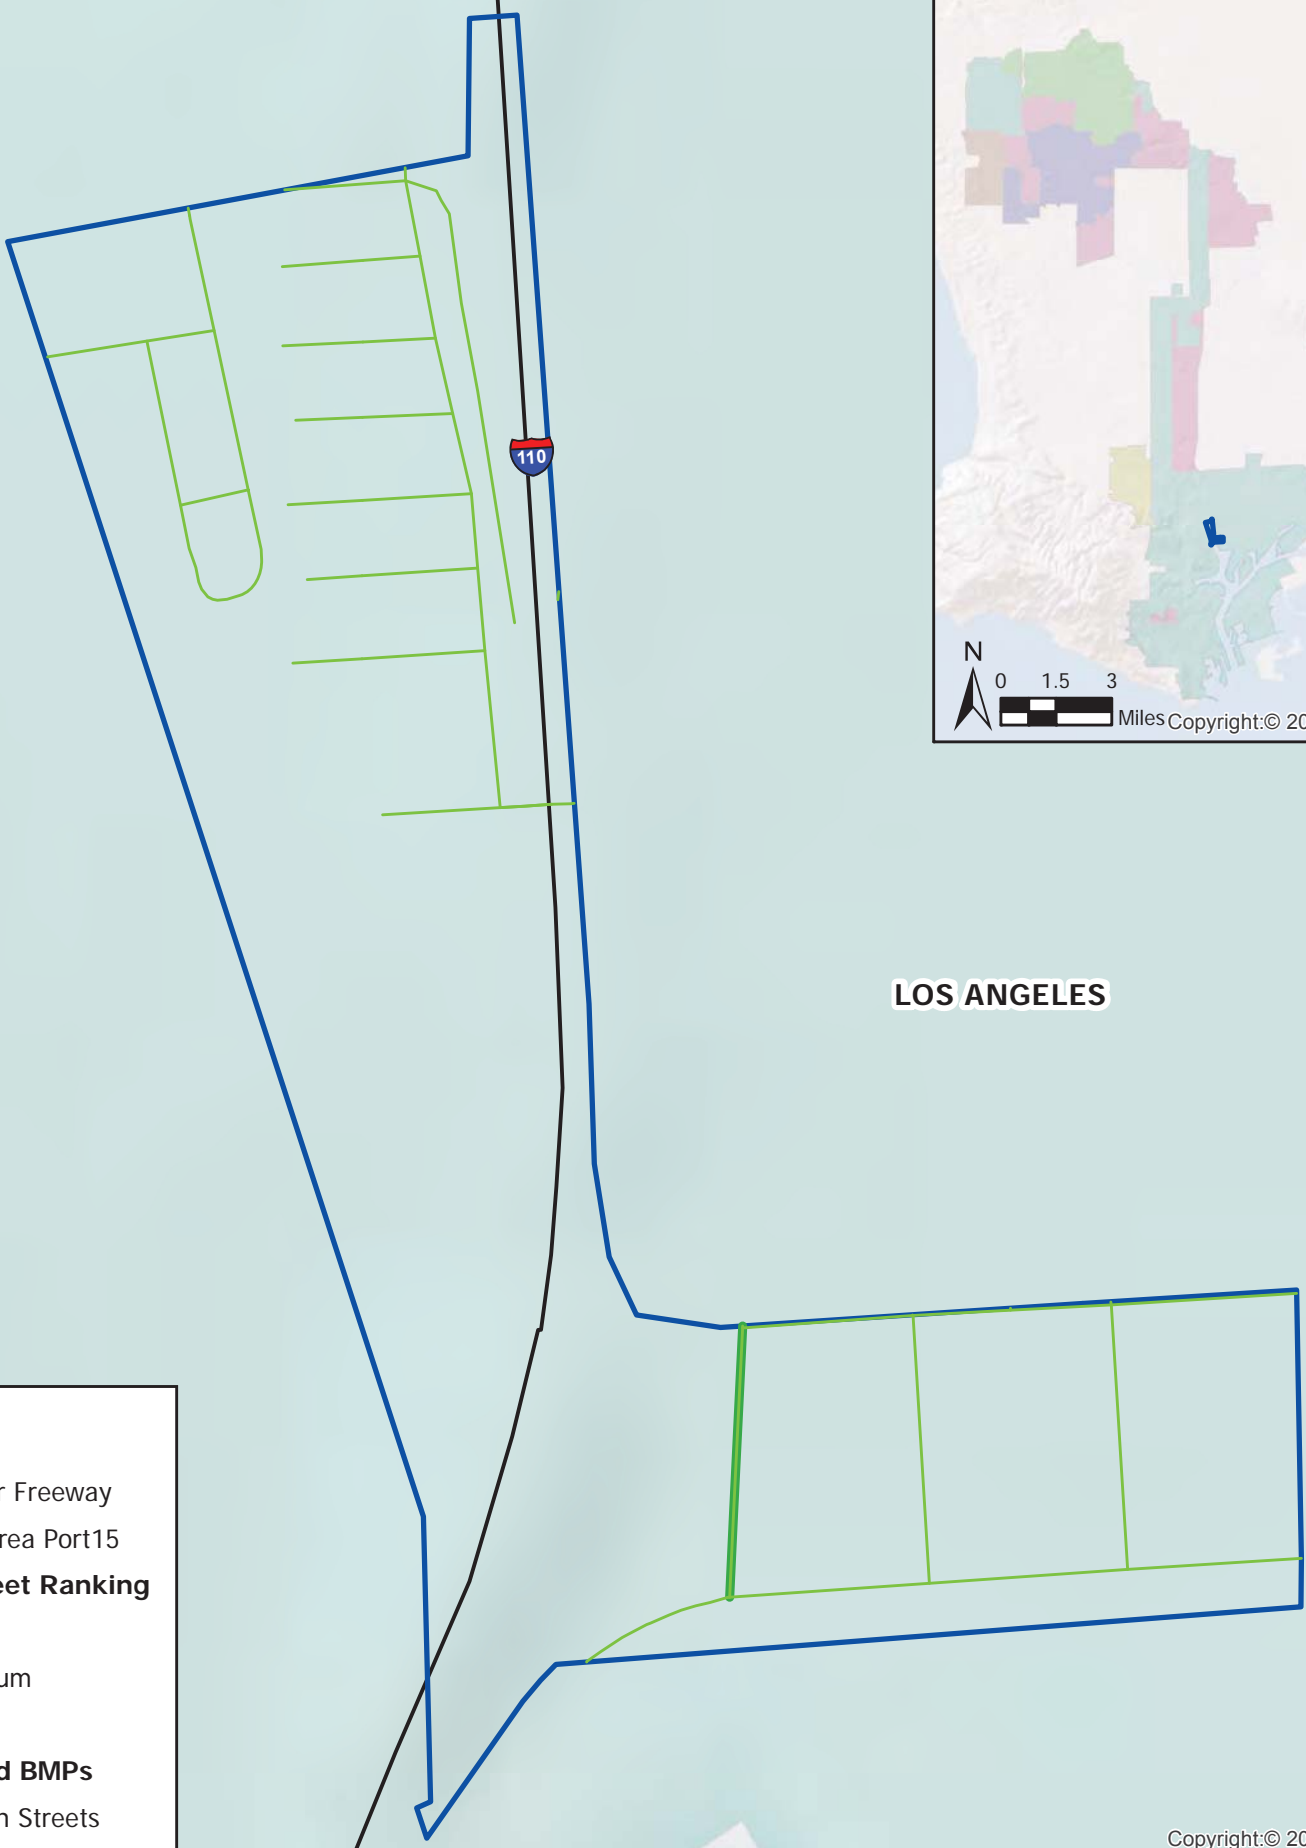 110
LOS ANGELES
N
0 1.5 3
Miles
Copyright:© 20
r Freeway
rea Port15
eet Ranking
um
d BMPs
n Streets
Copyright:© 20